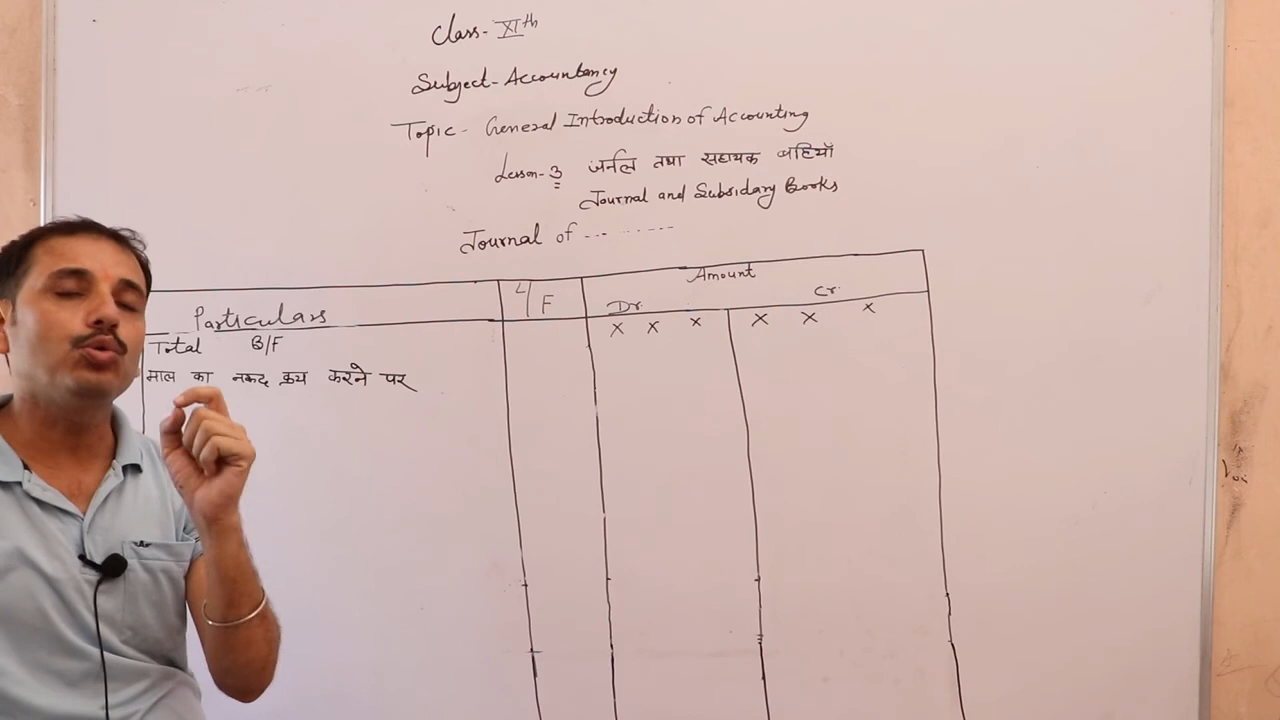 Class- XIth
Subject- Accountancy
Topic- General Introduction of Accounting
Lesson-3 जर्नल तथा सहायक बहियाँ
Journal and Subsidary Books
Journal of ---------
Particulars L/F Amount
Dr. Cr.
Total B/F x x x x x x
माल का नकद क्रय करने पर